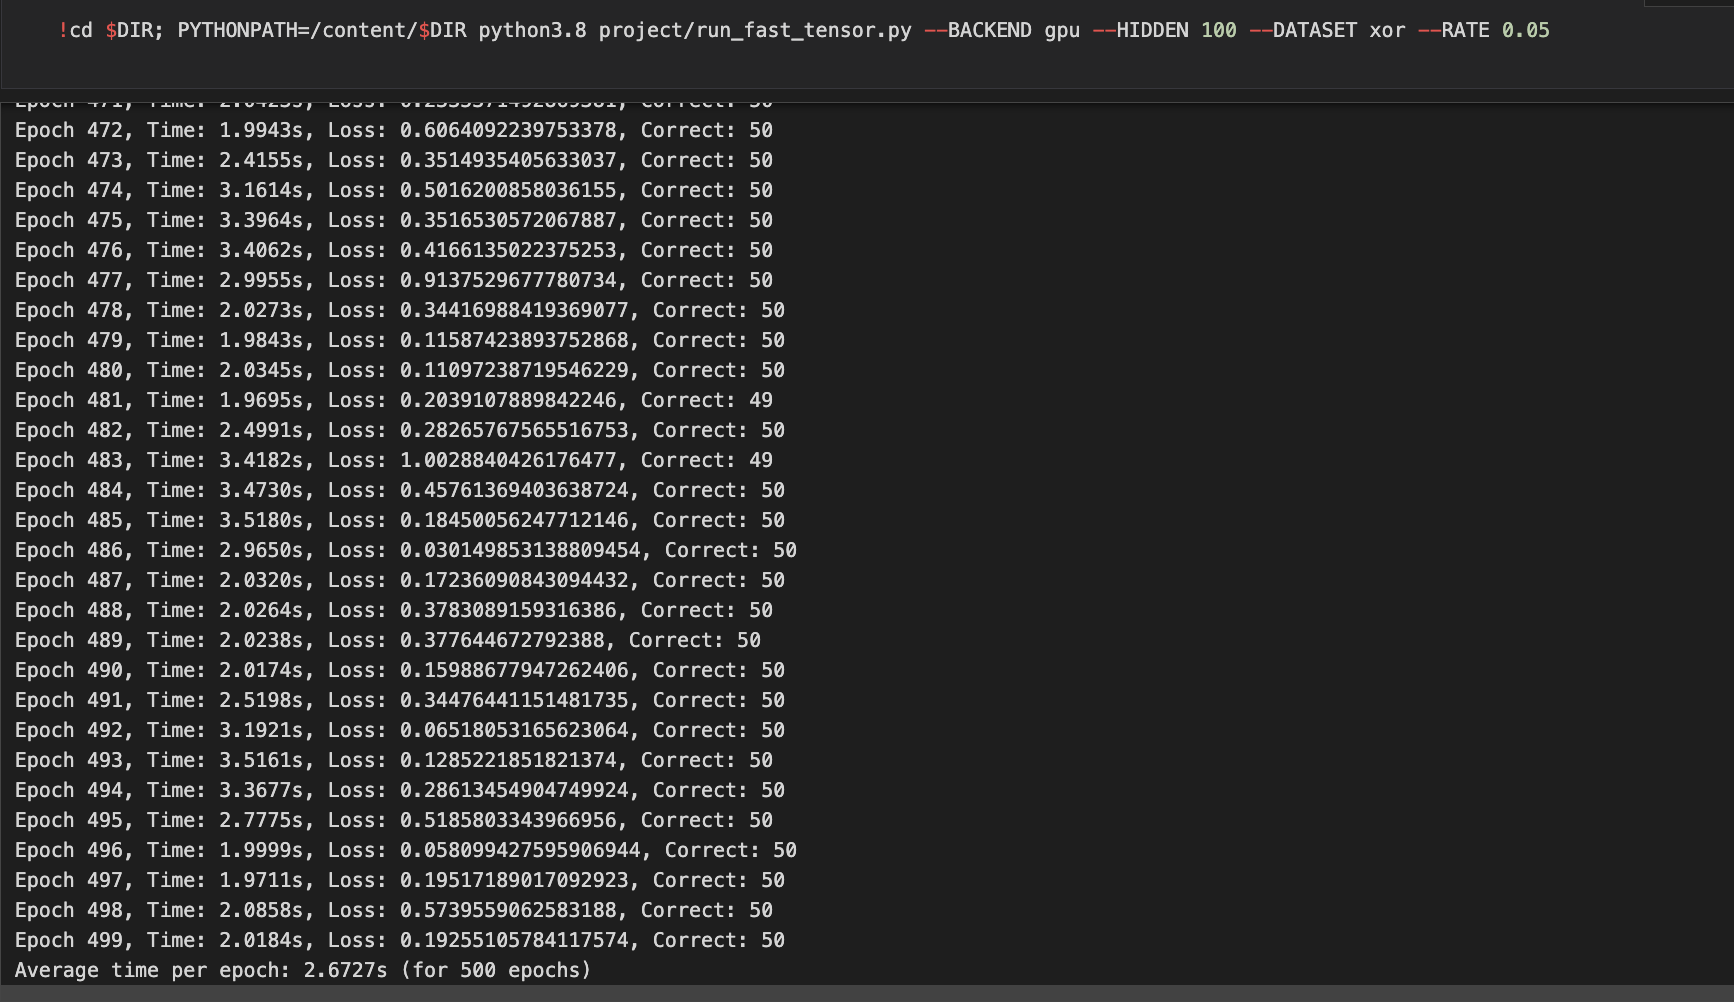 !cd $DIR; PYTHONPATH=/content/$DIR python3.8 project/run_fast_tensor.py --BACKEND gpu --HIDDEN 100 --DATASET xor --RATE 0.05
Epoch 471, Time: Loss: Correct: 50
Epoch 472, Time: 1.9943s, Loss: 0.6064092239753378, Correct: 50
Epoch 473, Time: 2.4155s, Loss: 0.3514935405633037, Correct: 50
Epoch 474, Time: 3.1614s, Loss: 0.5016200858036155, Correct: 50
Epoch 475, Time: 3.3964s, Loss: 0.3516530572067887, Correct: 50
Epoch 476, Time: 3.4062s, Loss: 0.4166135022375253, Correct: 50
Epoch 477, Time: 2.9955s, Loss: 0.9137529677780734, Correct: 50
Epoch 478, Time: 2.0273s, Loss: 0.34416988419369077, Correct: 50
Epoch 479, Time: 1.9843s, Loss: 0.11587423893752868, Correct: 50
Epoch 480, Time: 2.0345s, Loss: 0.11097238719546229, Correct: 50
Epoch 481, Time: 1.9695s, Loss: 0.2039107889842246, Correct: 49
Epoch 482, Time: 2.4991s, Loss: 0.28265767565516753, Correct: 50
Epoch 483, Time: 3.4182s, Loss: 1.0028840426176477, Correct: 49
Epoch 484, Time: 3.4730s, Loss: 0.45761369403638724, Correct: 50
Epoch 485, Time: 3.5180s, Loss: 0.18450056247712146, Correct: 50
Epoch 486, Time: 2.9650s, Loss: 0.030149853138809454, Correct: 50
Epoch 487, Time: 2.0320s, Loss: 0.17236090843094432, Correct: 50
Epoch 488, Time: 2.0264s, Loss: 0.3783089159316386, Correct: 50
Epoch 489, Time: 2.0238s, Loss: 0.377644672792388, Correct: 50
Epoch 490, Time: 2.0174s, Loss: 0.15988677947262406, Correct: 50
Epoch 491, Time: 2.5198s, Loss: 0.34476441151481735, Correct: 50
Epoch 492, Time: 3.1921s, Loss: 0.06518053165623064, Correct: 50
Epoch 493, Time: 3.5161s, Loss: 0.1285221851821374, Correct: 50
Epoch 494, Time: 3.3677s, Loss: 0.28613454904749924, Correct: 50
Epoch 495, Time: 2.7775s, Loss: 0.5185803343966956, Correct: 50
Epoch 496, Time: 1.9999s, Loss: 0.058099427595906944, Correct: 50
Epoch 497, Time: 1.9711s, Loss: 0.19517189017092923, Correct: 50
Epoch 498, Time: 2.0858s, Loss: 0.5739559062583188, Correct: 50
Epoch 499, Time: 2.0184s, Loss: 0.19255105784117574, Correct: 50
Average time per epoch: 2.6727s (for 500 epochs)